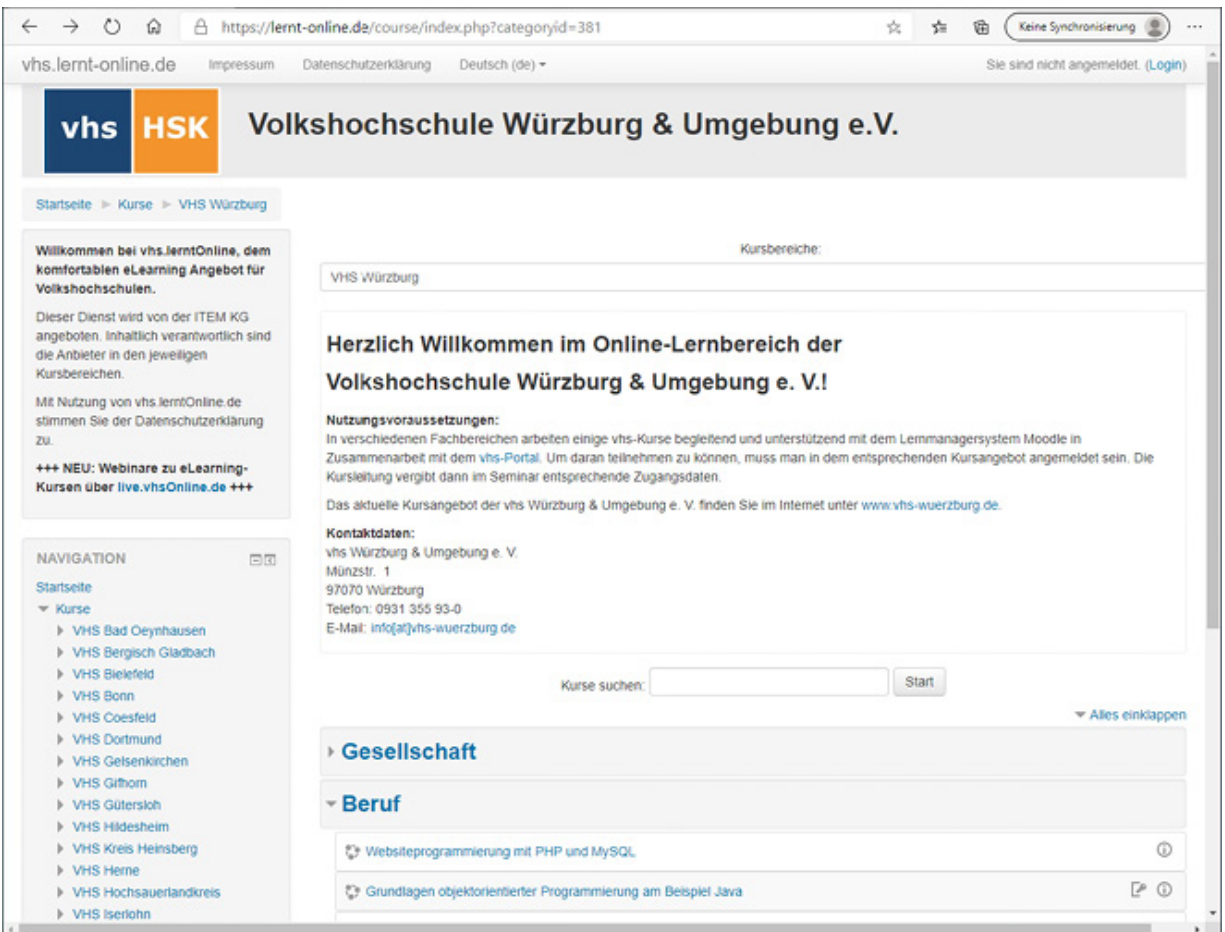 https://lernt-online.de/course/index.php?categoryid=381
Keine Synchronisierung
vhs.lernt-online.de Impressum Datenschutzerklärung Deutsch (de) Sie sind nicht angemeldet. (Login)
vhs HSK Volkshochschule Würzburg & Umgebung e.V.
Startseite Kurse VHS Würzburg
Willkommen bei vhs.lerntOnline, dem
komfortablen eLearning Angebot für
Volkshochschulen.
Dieser Dienst wird von der ITEM KG
angeboten. Inhaltlich verantwortlich sind
die Anbieter in den jeweiligen
Kursbereichen.
Mit Nutzung von vhs.lerntOnline.de
stimmen Sie der Datenschutzerklärung
zu.
+++ NEU: Webinare zu eLearning-
Kursen über live.vhsOnline.de +++
NAVIGATION
Startseite
Kurse
VHS Bad Oeynhausen
VHS Bergisch Gladbach
VHS Bielefeld
VHS Bonn
VHS Coesfeld
VHS Dortmund
VHS Gelsenkirchen
VHS Gifhorn
VHS Gütersloh
VHS Hildesheim
VHS Kreis Heinsberg
VHS Herne
VHS Hochsauerlandkreis
VHS Iserlohn
Kursbereiche:
VHS Würzburg
Herzlich Willkommen im Online-Lernbereich der
Volkshochschule Würzburg & Umgebung e. V.!
Nutzungsvoraussetzungen:
In verschiedenen Fachbereichen arbeiten einige vhs-Kurse begleitend und unterstützend mit dem Lernmanagersystem Moodle in
Zusammenarbeit mit dem vhs-Portal. Um daran teilnehmen zu können, muss man in dem entsprechenden Kursangebot angemeldet sein. Die
Kursleitung vergibt dann im Seminar entsprechende Zugangsdaten.
Das aktuelle Kursangebot der vhs Würzburg & Umgebung e. V. finden Sie im Internet unter www.vhs-wuerzburg.de.
Kontaktdaten:
vhs Würzburg & Umgebung e. V.
Münzstr. 1
97070 Würzburg
Telefon: 0931 355 93-0
E-Mail: info[at]vhs-wuerzburg.de
Kurse suchen: Start
Alles einklappen
Gesellschaft
Beruf
Websiteprogrammierung mit PHP und MySQL
Grundlagen objektorientierter Programmierung am Beispiel Java